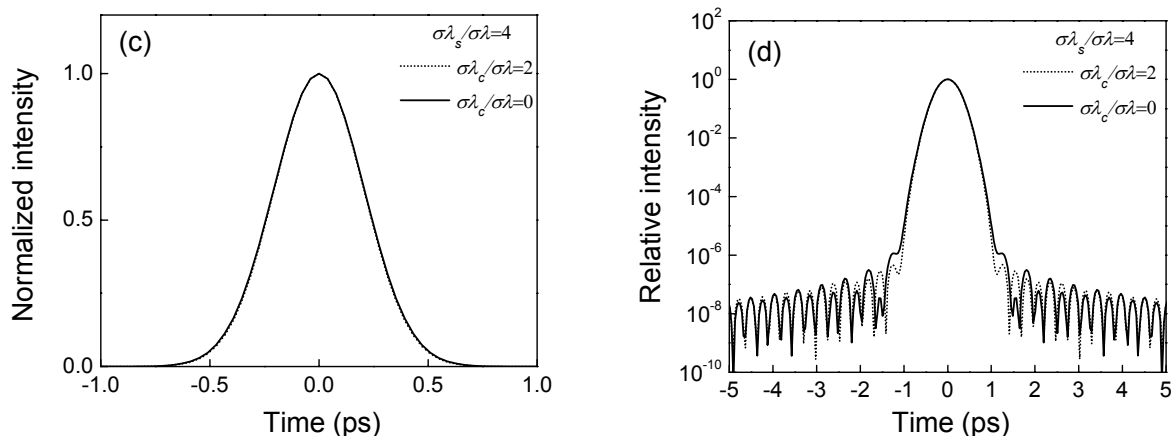 (c)
σλs/σλ=4
σλc/σλ=2
σλc/σλ=0
1.0
0.5
0.0
Normalized intensity
-1.0 -0.5 0.0 0.5 1.0
Time (ps)
(d)
σλs/σλ=4
σλc/σλ=2
σλc/σλ=0
10^2
10^0
10^-2
10^-4
10^-6
10^-8
10^-10
Relative intensity
-5 -4 -3 -2 -1 0 1 2 3 4 5
Time (ps)